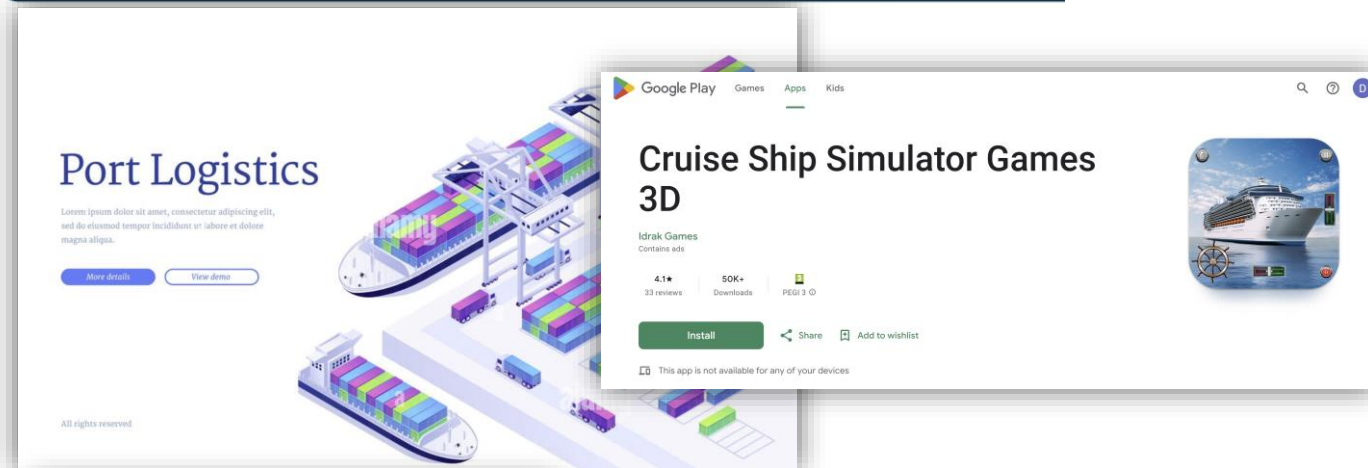 Port Logistics
Lorem ipsum dolor sit amet, consectetur adipiscing elit,
sed do eiusmod tempor incididunt ut labore et dolore
magna aliqua.
More details
View demo
All rights reserved
alamy
a
Google Play
Games
Apps
Kids
D
Cruise Ship Simulator Games
3D
Idrak Games
Contains ads
4.1★
33 reviews
50K+
Downloads
3
PEGI 3
Install
Share
Add to wishlist
This app is not available for any of your devices